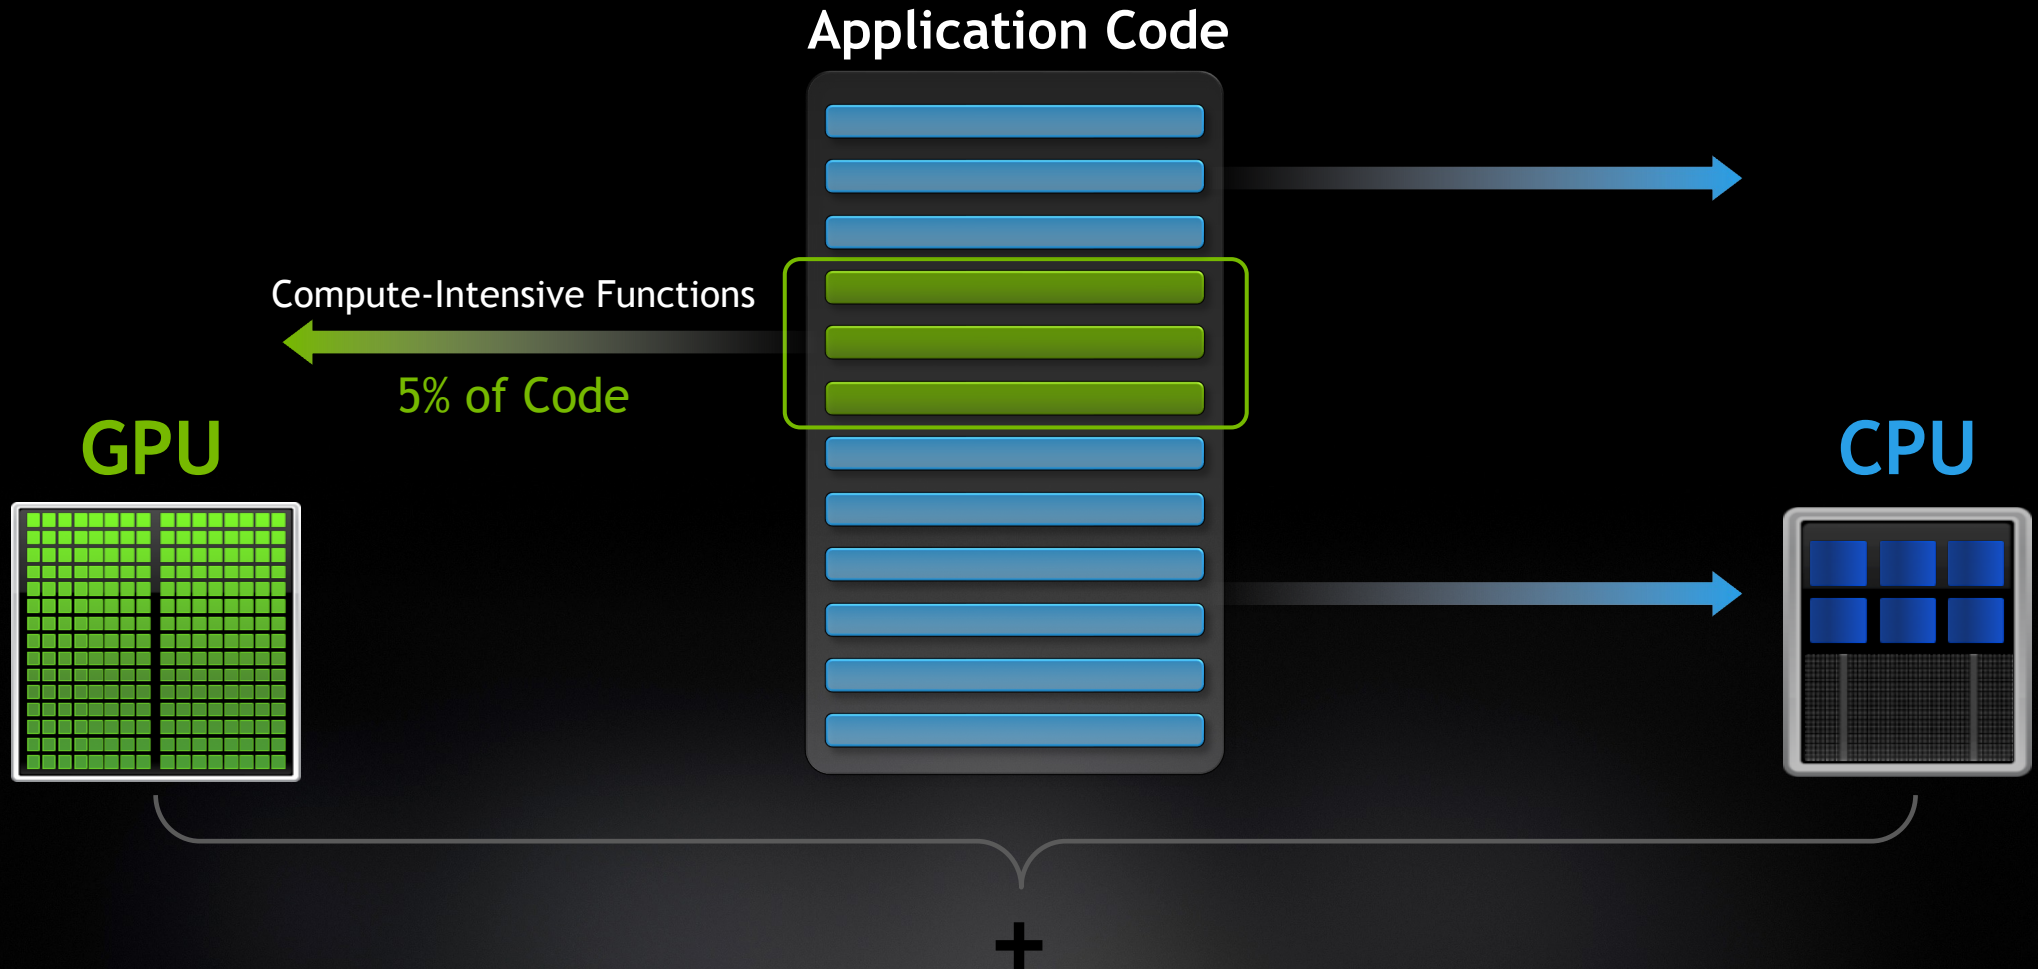 Application Code
Compute-Intensive Functions
5% of Code
GPU
CPU
+